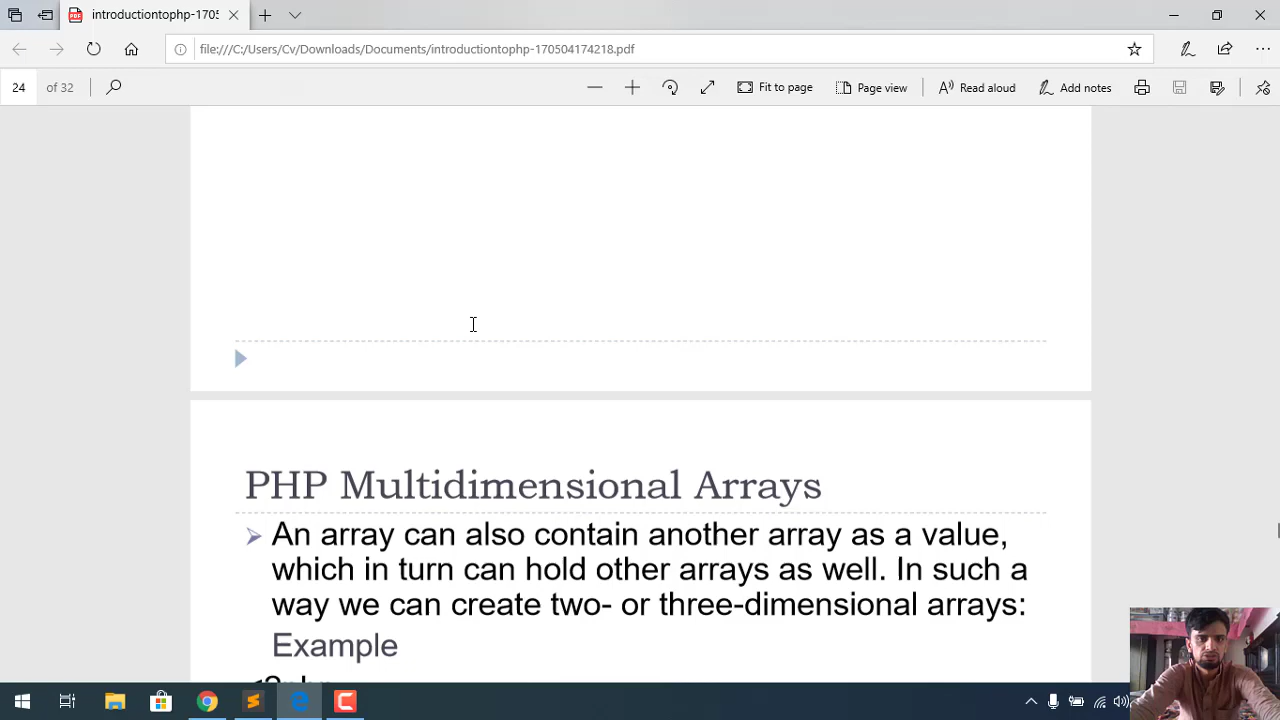 introductiontophp-1705
file:///C:/Users/Cv/Downloads/Documents/introductiontophp-170504174218.pdf
24 of 32
Fit to page
Page view
Read aloud
Add notes
PHP Multidimensional Arrays
An array can also contain another array as a value,
which in turn can hold other arrays as well. In such a
way we can create two- or three-dimensional arrays:
Example